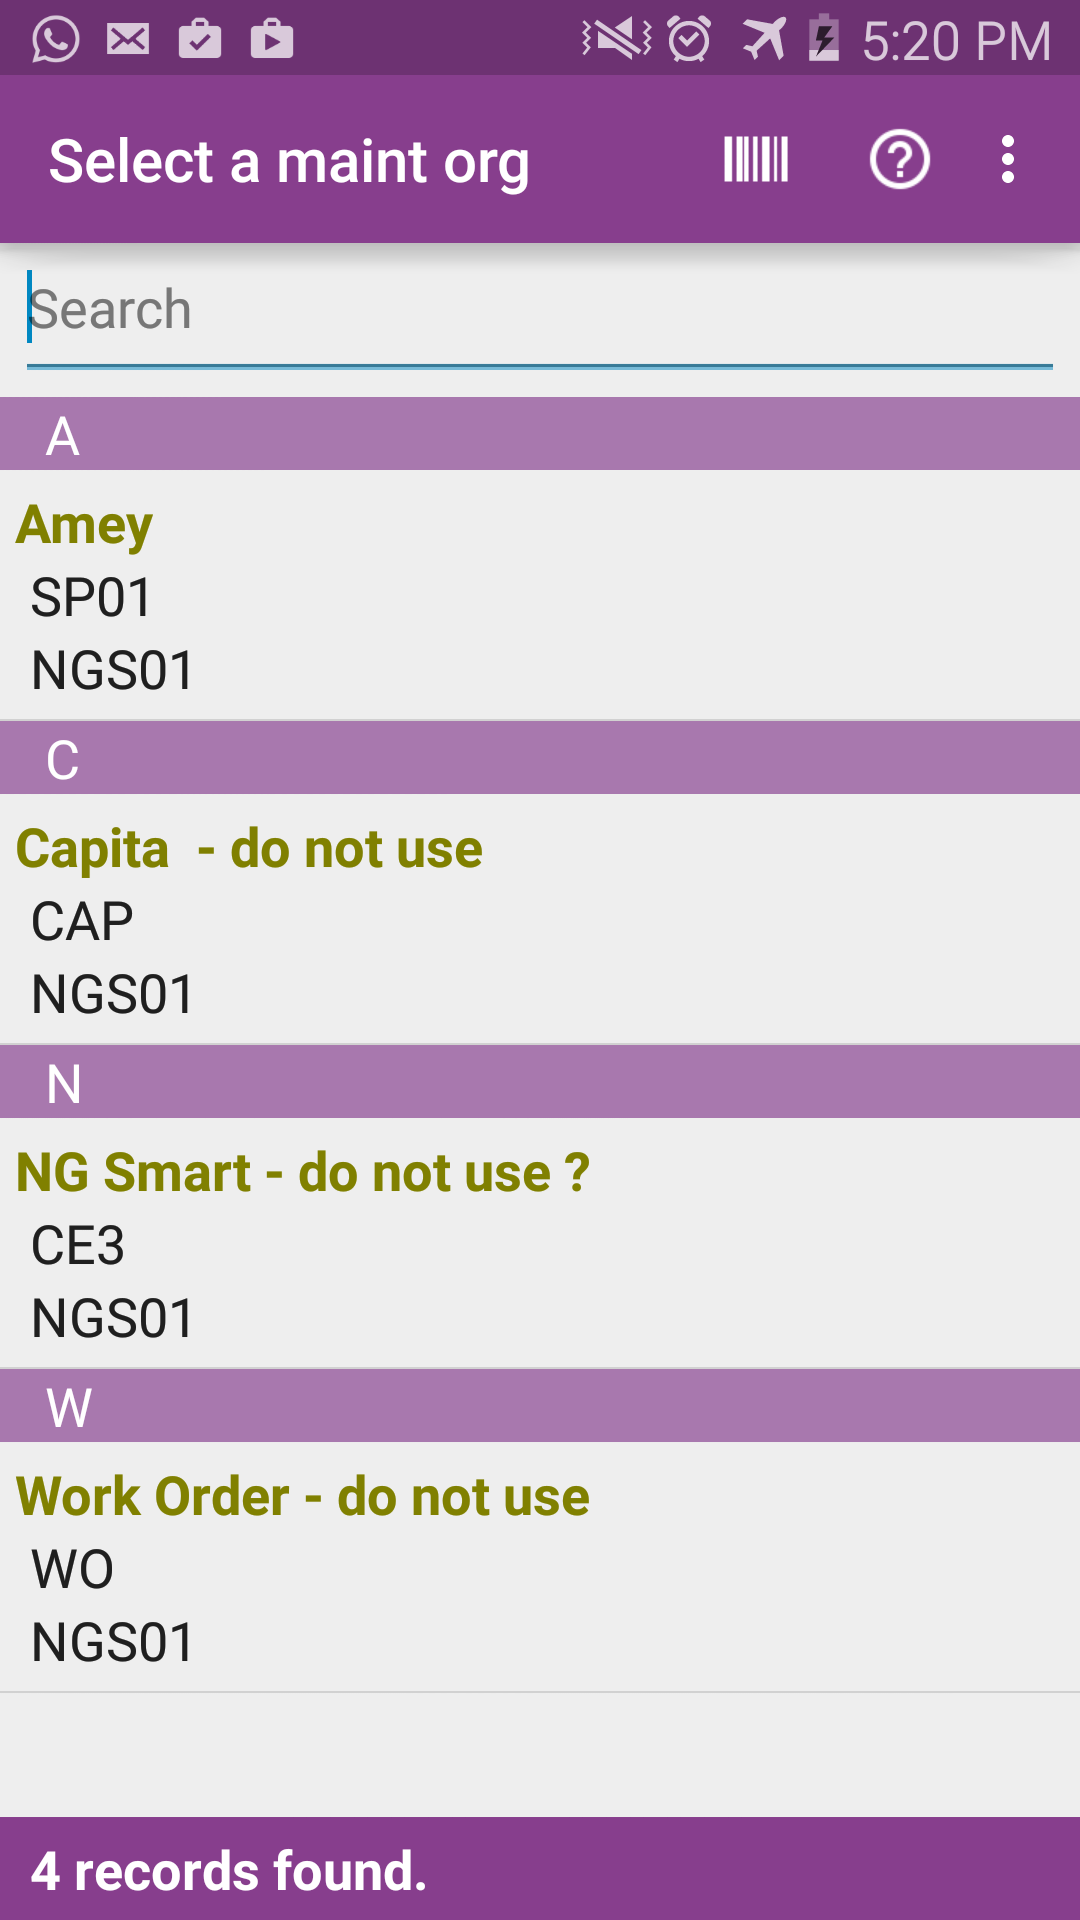 5:20 PM
Select a maint org
Search
A
Amey
SP01
NGS01
C
Capita  - do not use
CAP
NGS01
N
NG Smart - do not use ?
CE3
NGS01
W
Work Order - do not use
WO
NGS01
4 records found.